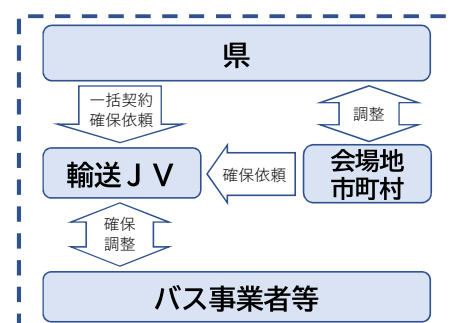 県
一括契約
確保依頼
調整
輸送ＪＶ
確保依頼
会場地
市町村
確保
調整
バス事業者等